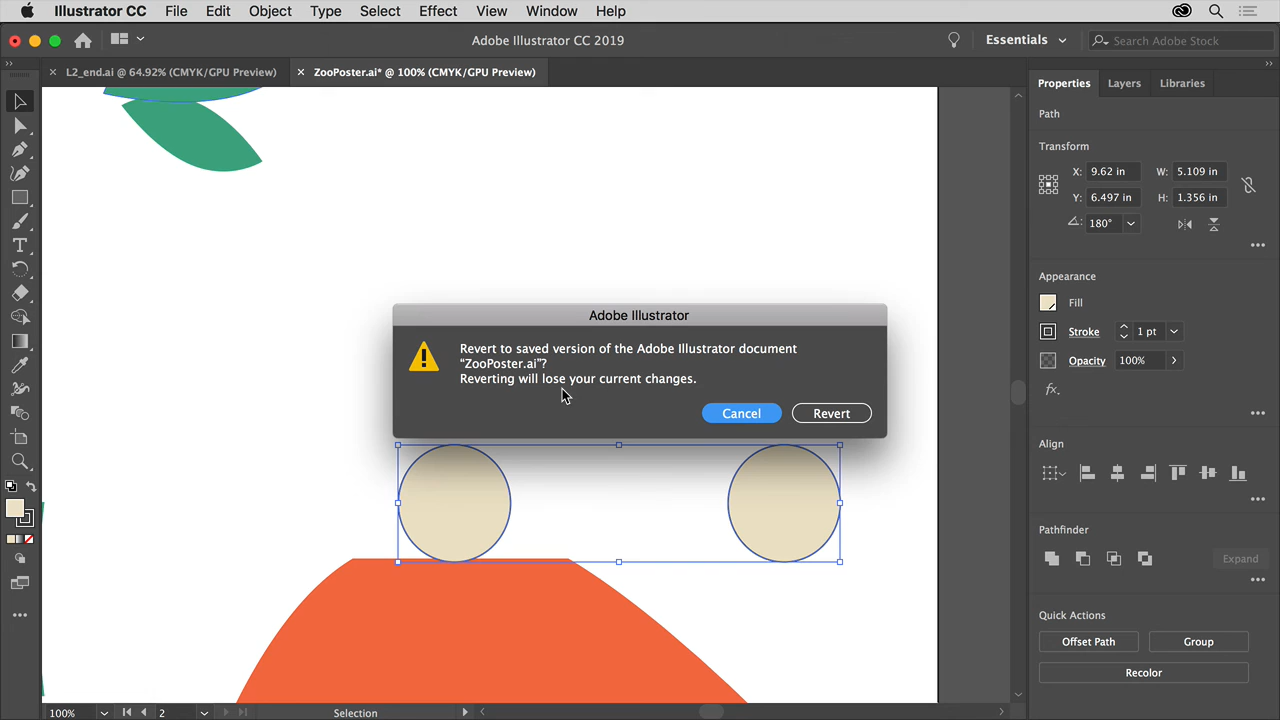 Illustrator CC File Edit Object Type Select Effect View Window Help
Adobe Illustrator CC 2019
Essentials
Search Adobe Stock
L2_end.ai @ 64.92% (CMYK/GPU Preview)
ZooPoster.ai* @ 100% (CMYK/GPU Preview)
Properties Layers Libraries
Path
Transform
X: 9.62 in W: 5.109 in
Y: 6.497 in H: 1.356 in
180°
Appearance
Fill
Stroke 1 pt
Opacity 100%
fx
Align
Pathfinder
Expand
Quick Actions
Offset Path Group
Recolor
Adobe Illustrator
Revert to saved version of the Adobe Illustrator document
“ZooPoster.ai”?
Reverting will lose your current changes.
Cancel Revert
100% 2 Selection